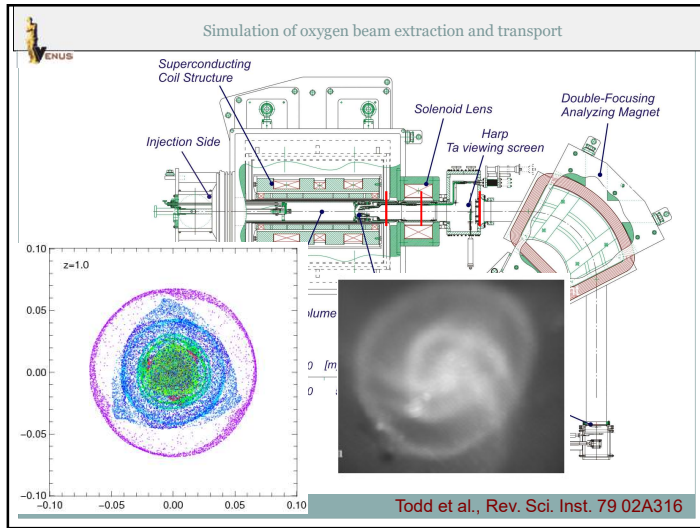 Simulation of oxygen beam extraction and transport
VENUS
Superconducting
Coil Structure
Injection Side
Solenoid Lens
Harp
Ta viewing screen
Double-Focusing
Analyzing Magnet
z=1.0
0.10
0.05
0.00
−0.05
−0.10
−0.10
−0.05
0.00
0.05
0.10
0 [m
0
Todd et al., Rev. Sci. Inst. 79 02A316